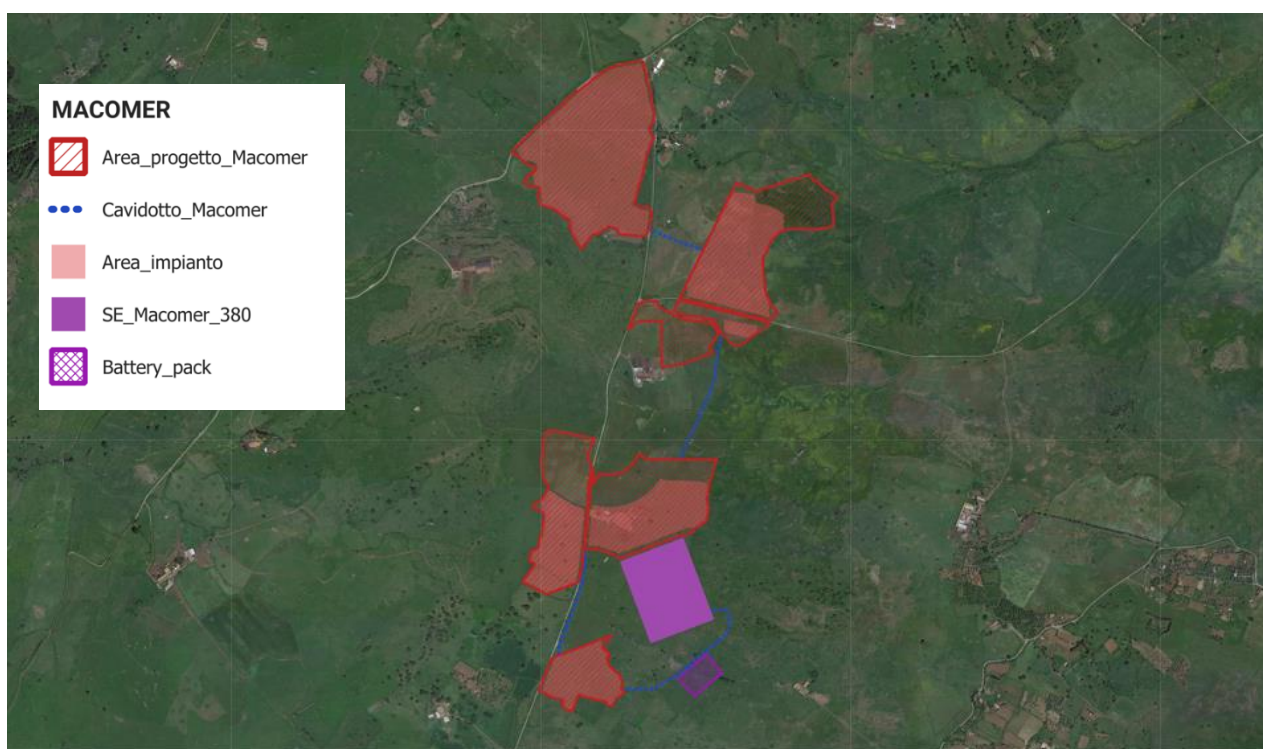 MACOMER
Area_progetto_Macomer
Cavidotto_Macomer
Area_impianto
SE_Macomer_380
Battery_pack